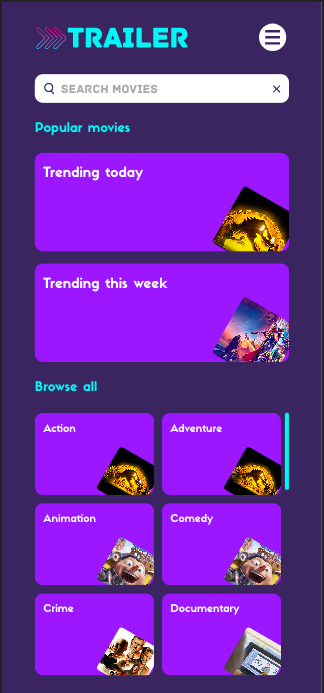 TRAILER
SEARCH MOVIES
Popular movies
Trending today
Trending this week
Browse all
Action
Adventure
Animation
Comedy
Crime
Documentary